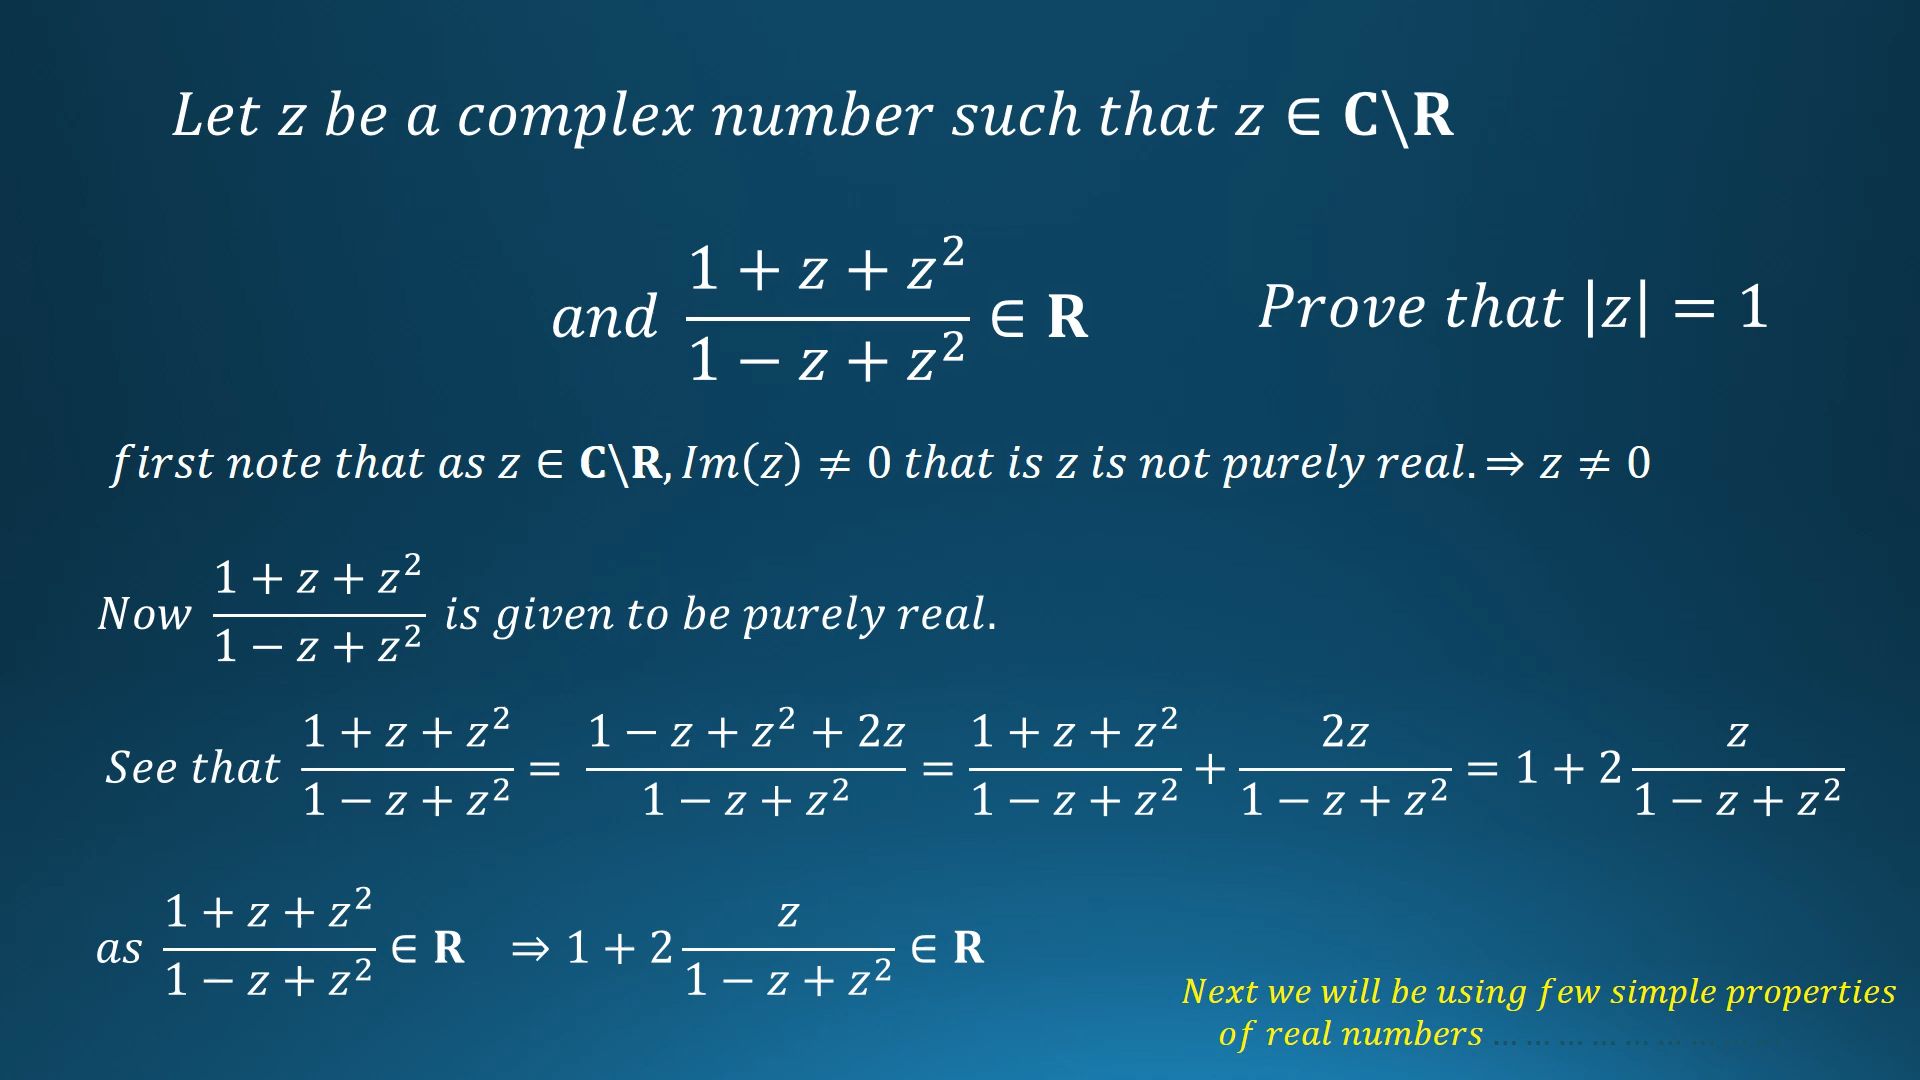 Let z be a complex number such that z ∈ C\R
and (1 + z + z²)/(1 − z + z²) ∈ R Prove that |z| = 1
first note that as z ∈ C\R, Im(z) ≠ 0 that is z is not purely real. ⇒ z ≠ 0
Now (1 + z + z²)/(1 − z + z²) is given to be purely real.
See that (1 + z + z²)/(1 − z + z²) = (1 − z + z² + 2z)/(1 − z + z²) = (1 + z + z²)/(1 − z + z²) + 2z/(1 − z + z²) = 1 + 2 z/(1 − z + z²)
as (1 + z + z²)/(1 − z + z²) ∈ R ⇒ 1 + 2 z/(1 − z + z²) ∈ R
Next we will be using few simple properties
of real numbers … … … … … … …